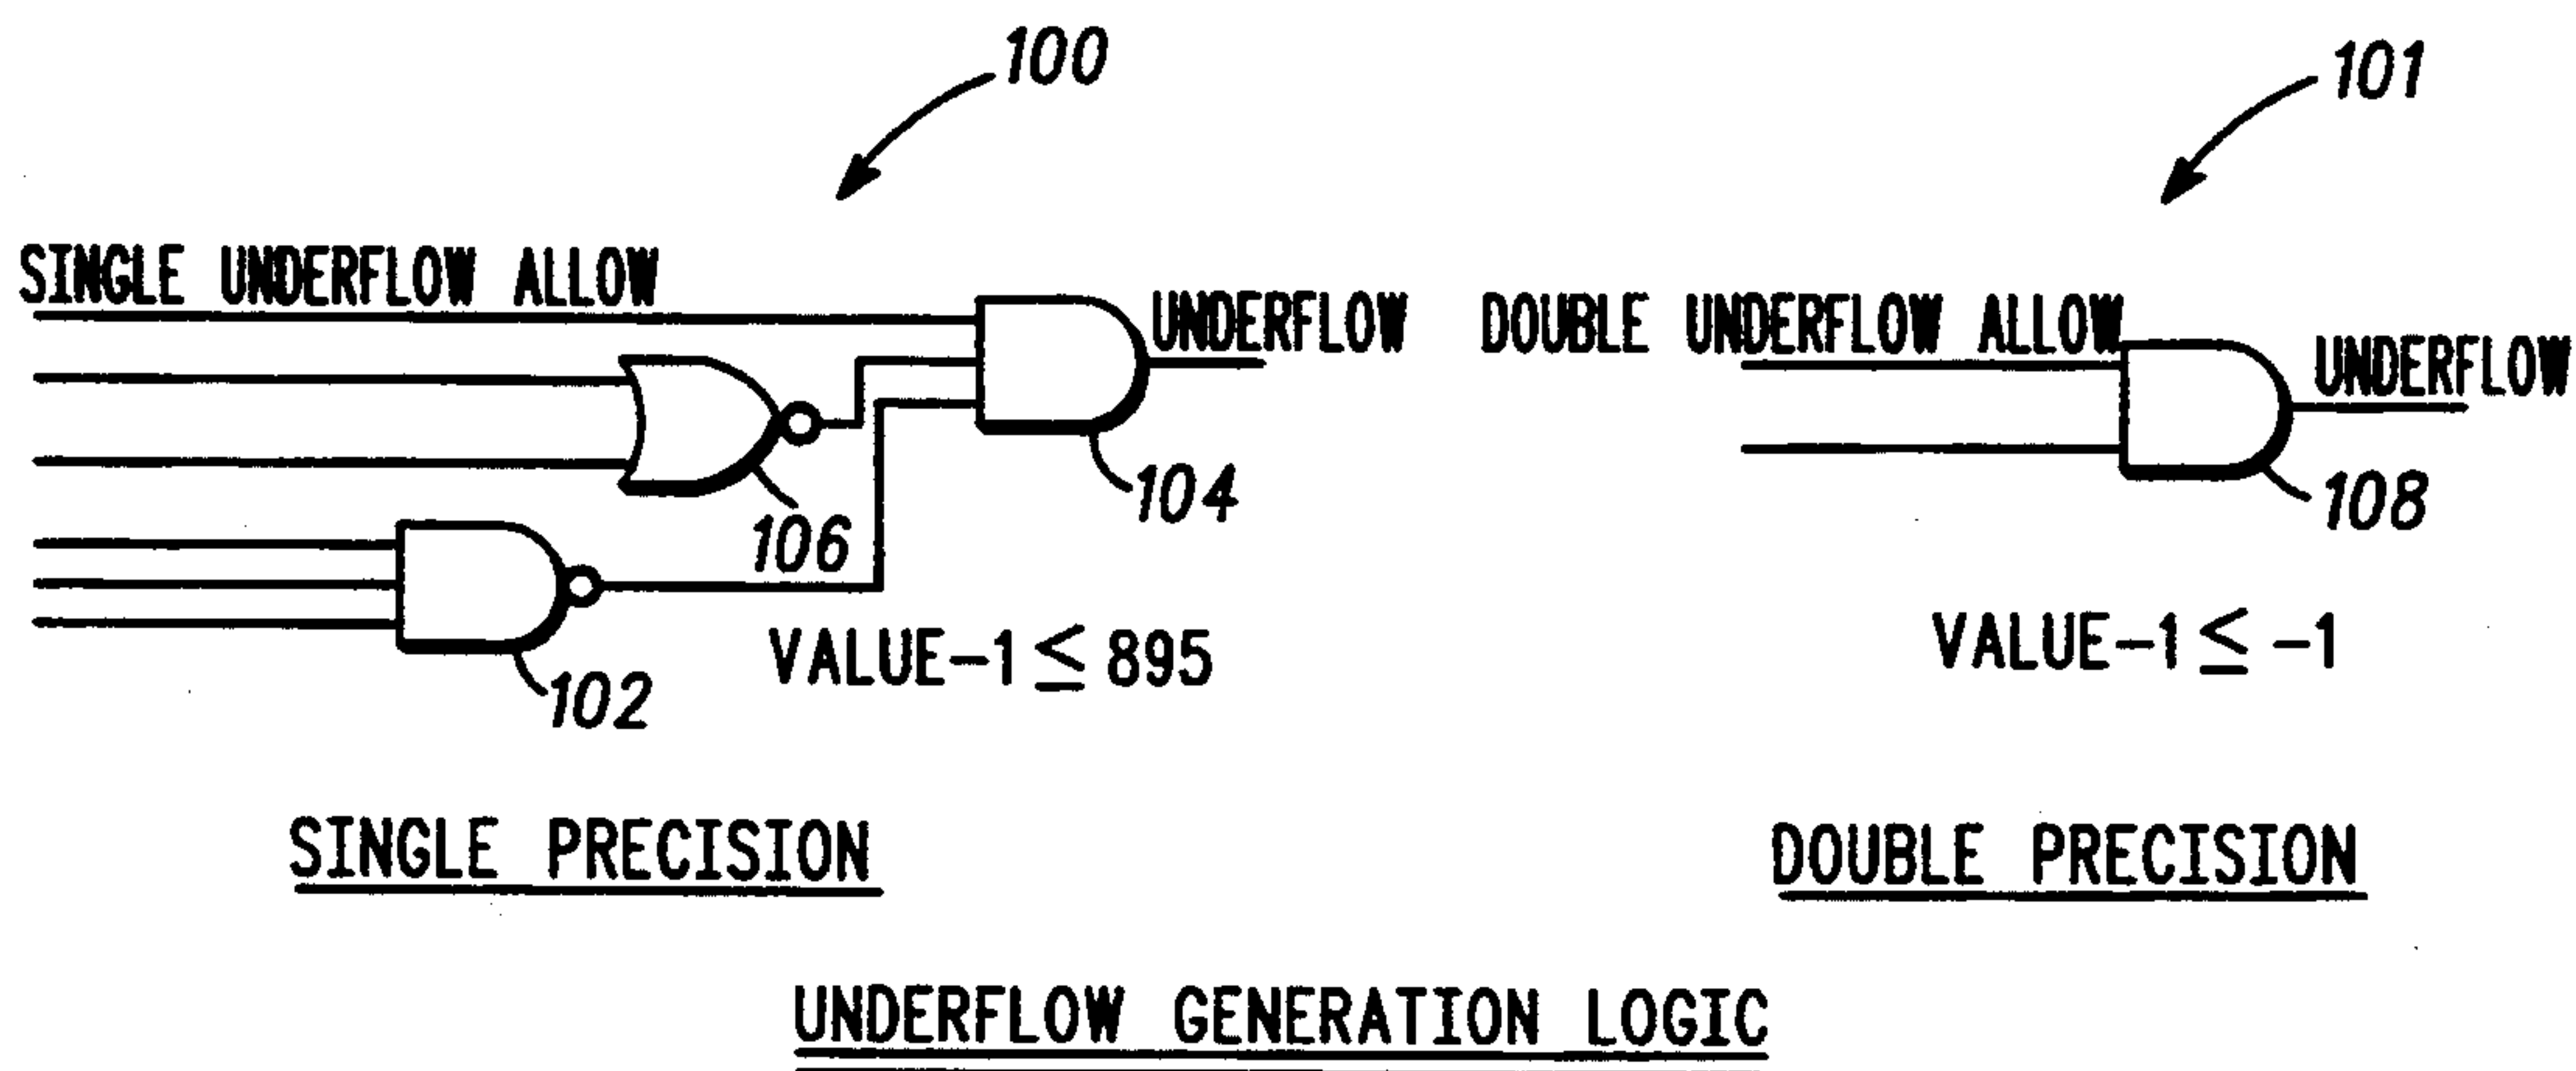 100
101
SINGLE UNDERFLOW ALLOW
UNDERFLOW
DOUBLE UNDERFLOW ALLOW
UNDERFLOW
104
108
106
102
VALUE-1 ≤ 895
VALUE-1 ≤ -1
SINGLE PRECISION
DOUBLE PRECISION
UNDERFLOW GENERATION LOGIC